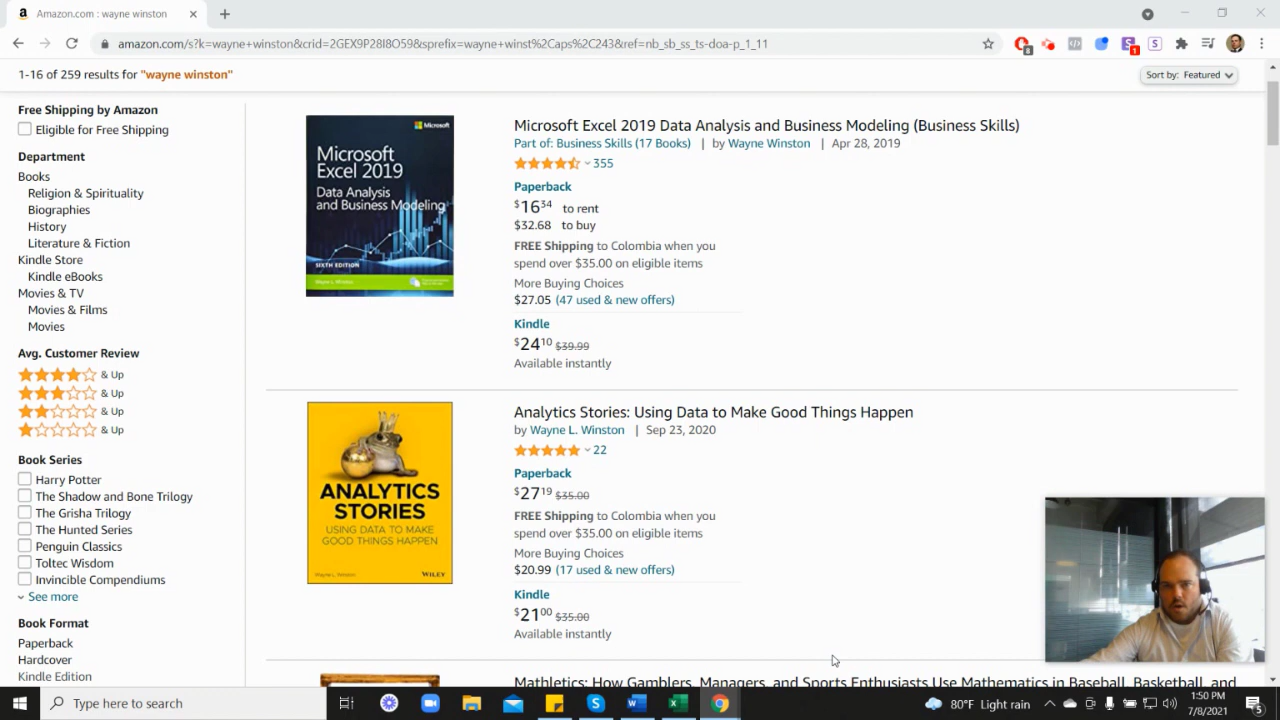 Amazon.com : wayne winston
amazon.com/s?k=wayne+winston&crid=2GEX9P28I8O59&sprefix=wayne+winst%2Caps%2C243&ref=nb_sb_ss_ts-doa-p_1_11
8
1
1-16 of 259 results for "wayne winston"
Sort by: Featured
Free Shipping by Amazon
Eligible for Free Shipping
Department
Books
Religion & Spirituality
Biographies
History
Literature & Fiction
Kindle Store
Kindle eBooks
Movies & TV
Movies & Films
Movies
Avg. Customer Review
& Up
& Up
& Up
& Up
Book Series
Harry Potter
The Shadow and Bone Trilogy
The Grisha Trilogy
The Hunted Series
Penguin Classics
Toltec Wisdom
Invincible Compendiums
See more
Book Format
Paperback
Hardcover
Kindle Edition
Microsoft
Microsoft
Excel 2019
Data Analysis
and Business Modeling
SIXTH EDITION
Wayne L. Winston
Microsoft Excel 2019 Data Analysis and Business Modeling (Business Skills)
Part of: Business Skills (17 Books) | by Wayne Winston | Apr 28, 2019
355
Paperback
$16.34 to rent
$32.68 to buy
FREE Shipping to Colombia when you
spend over $35.00 on eligible items
More Buying Choices
$27.05 (47 used & new offers)
Kindle
$24.10 $39.99
Available instantly
ANALYTICS
STORIES
USING DATA TO MAKE
GOOD THINGS HAPPEN
Wayne L. Winston
WILEY
Analytics Stories: Using Data to Make Good Things Happen
by Wayne L. Winston | Sep 23, 2020
22
Paperback
$27.19 $35.00
FREE Shipping to Colombia when you
spend over $35.00 on eligible items
More Buying Choices
$20.99 (17 used & new offers)
Kindle
$21.00 $35.00
Available instantly
Mathletics: How Gamblers, Managers, and Sports Enthusiasts Use Mathematics in Baseball, Basketball, and
Type here to search
80°F Light rain
1:50 PM
7/8/2021
5